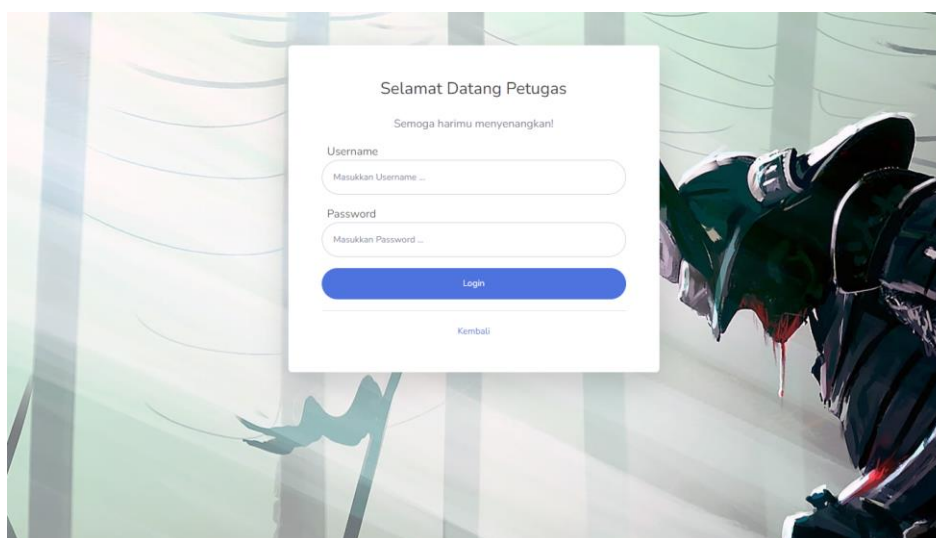 Selamat Datang Petugas
Semoga harimu menyenangkan!
Username
Masukkan Username ...
Password
Masukkan Password ...
Login
Kembali